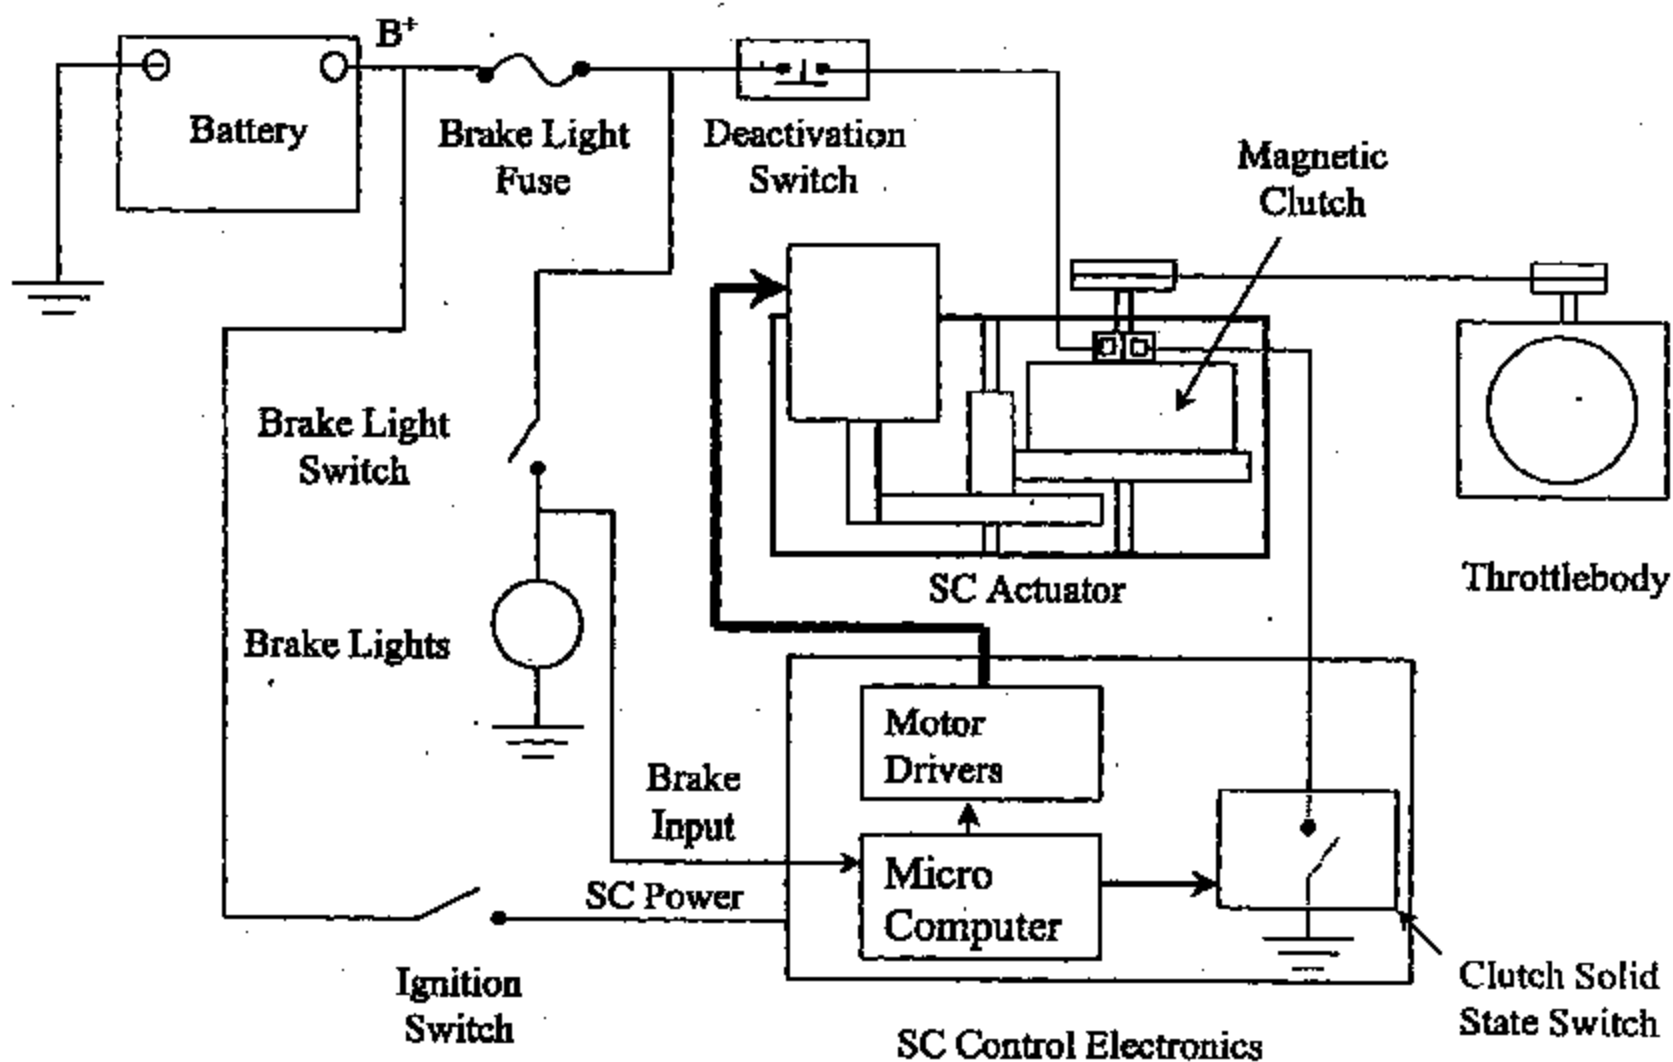 B+
Battery
Brake Light
Fuse
Deactivation
Switch
Magnetic
Clutch
Brake Light
Switch
SC Actuator
Throttlebody
Brake Lights
Motor
Drivers
Brake
Input
Micro
Computer
SC Power
Ignition
Switch
Clutch Solid
State Switch
SC Control Electronics